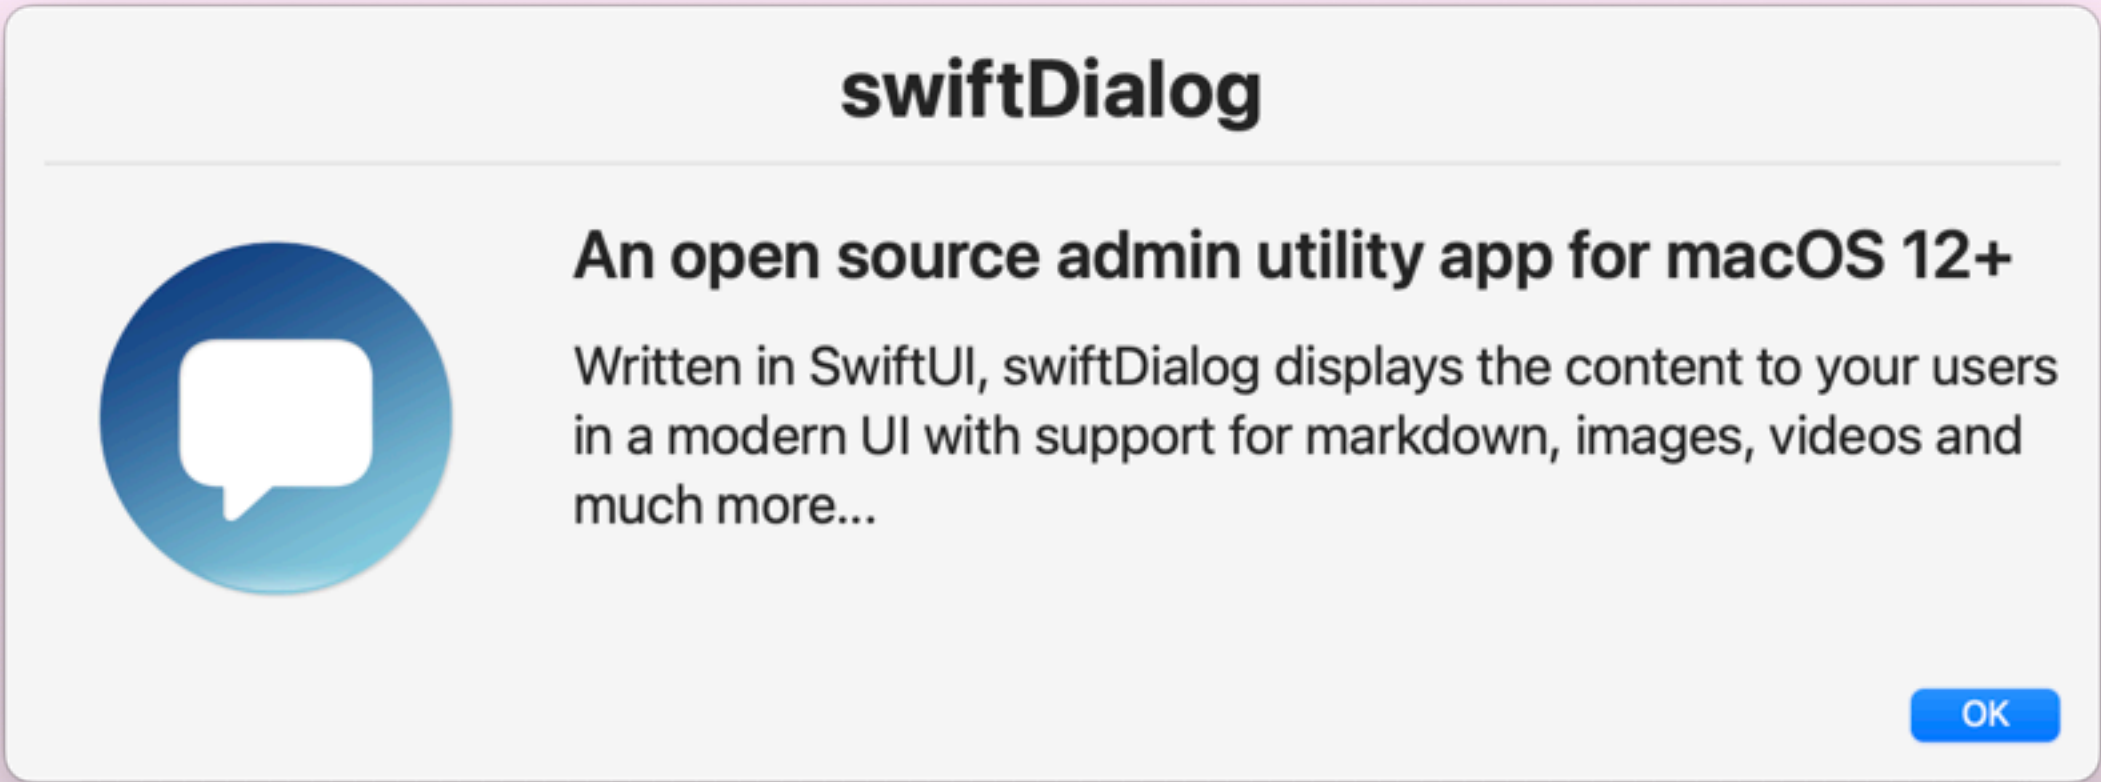 swiftDialog
An open source admin utility app for macOS 12+
Written in SwiftUI, swiftDialog displays the content to your users
in a modern UI with support for markdown, images, videos and
much more...
OK